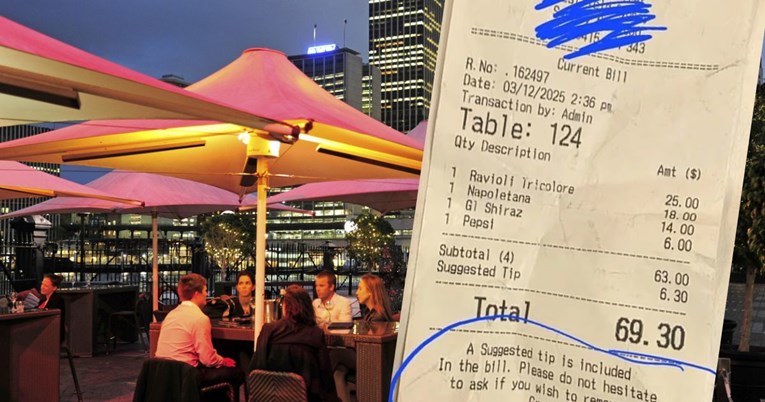 Current Bill
R.No: .162497
Date: 03/12/2025 2:36 pm
Transaction by: Admin
Table: 124
Qty Description Amt ($)
1 Ravioli Tricolore 25.00
1 Napoletana 18.00
1 Gl Shiraz 14.00
1 Pepsi 6.00
Subtotal (4) 63.00
Suggested Tip 6.30
Total 69.30
A Suggested tip is included
In the bill. Please do not hesitate
to ask if you wish to